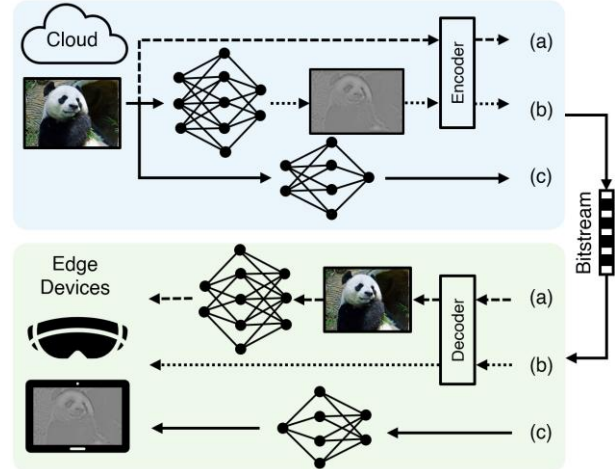 Cloud
Encoder
(a)
(b)
(c)
Bitstream
Edge
Devices
Decoder
(a)
(b)
(c)